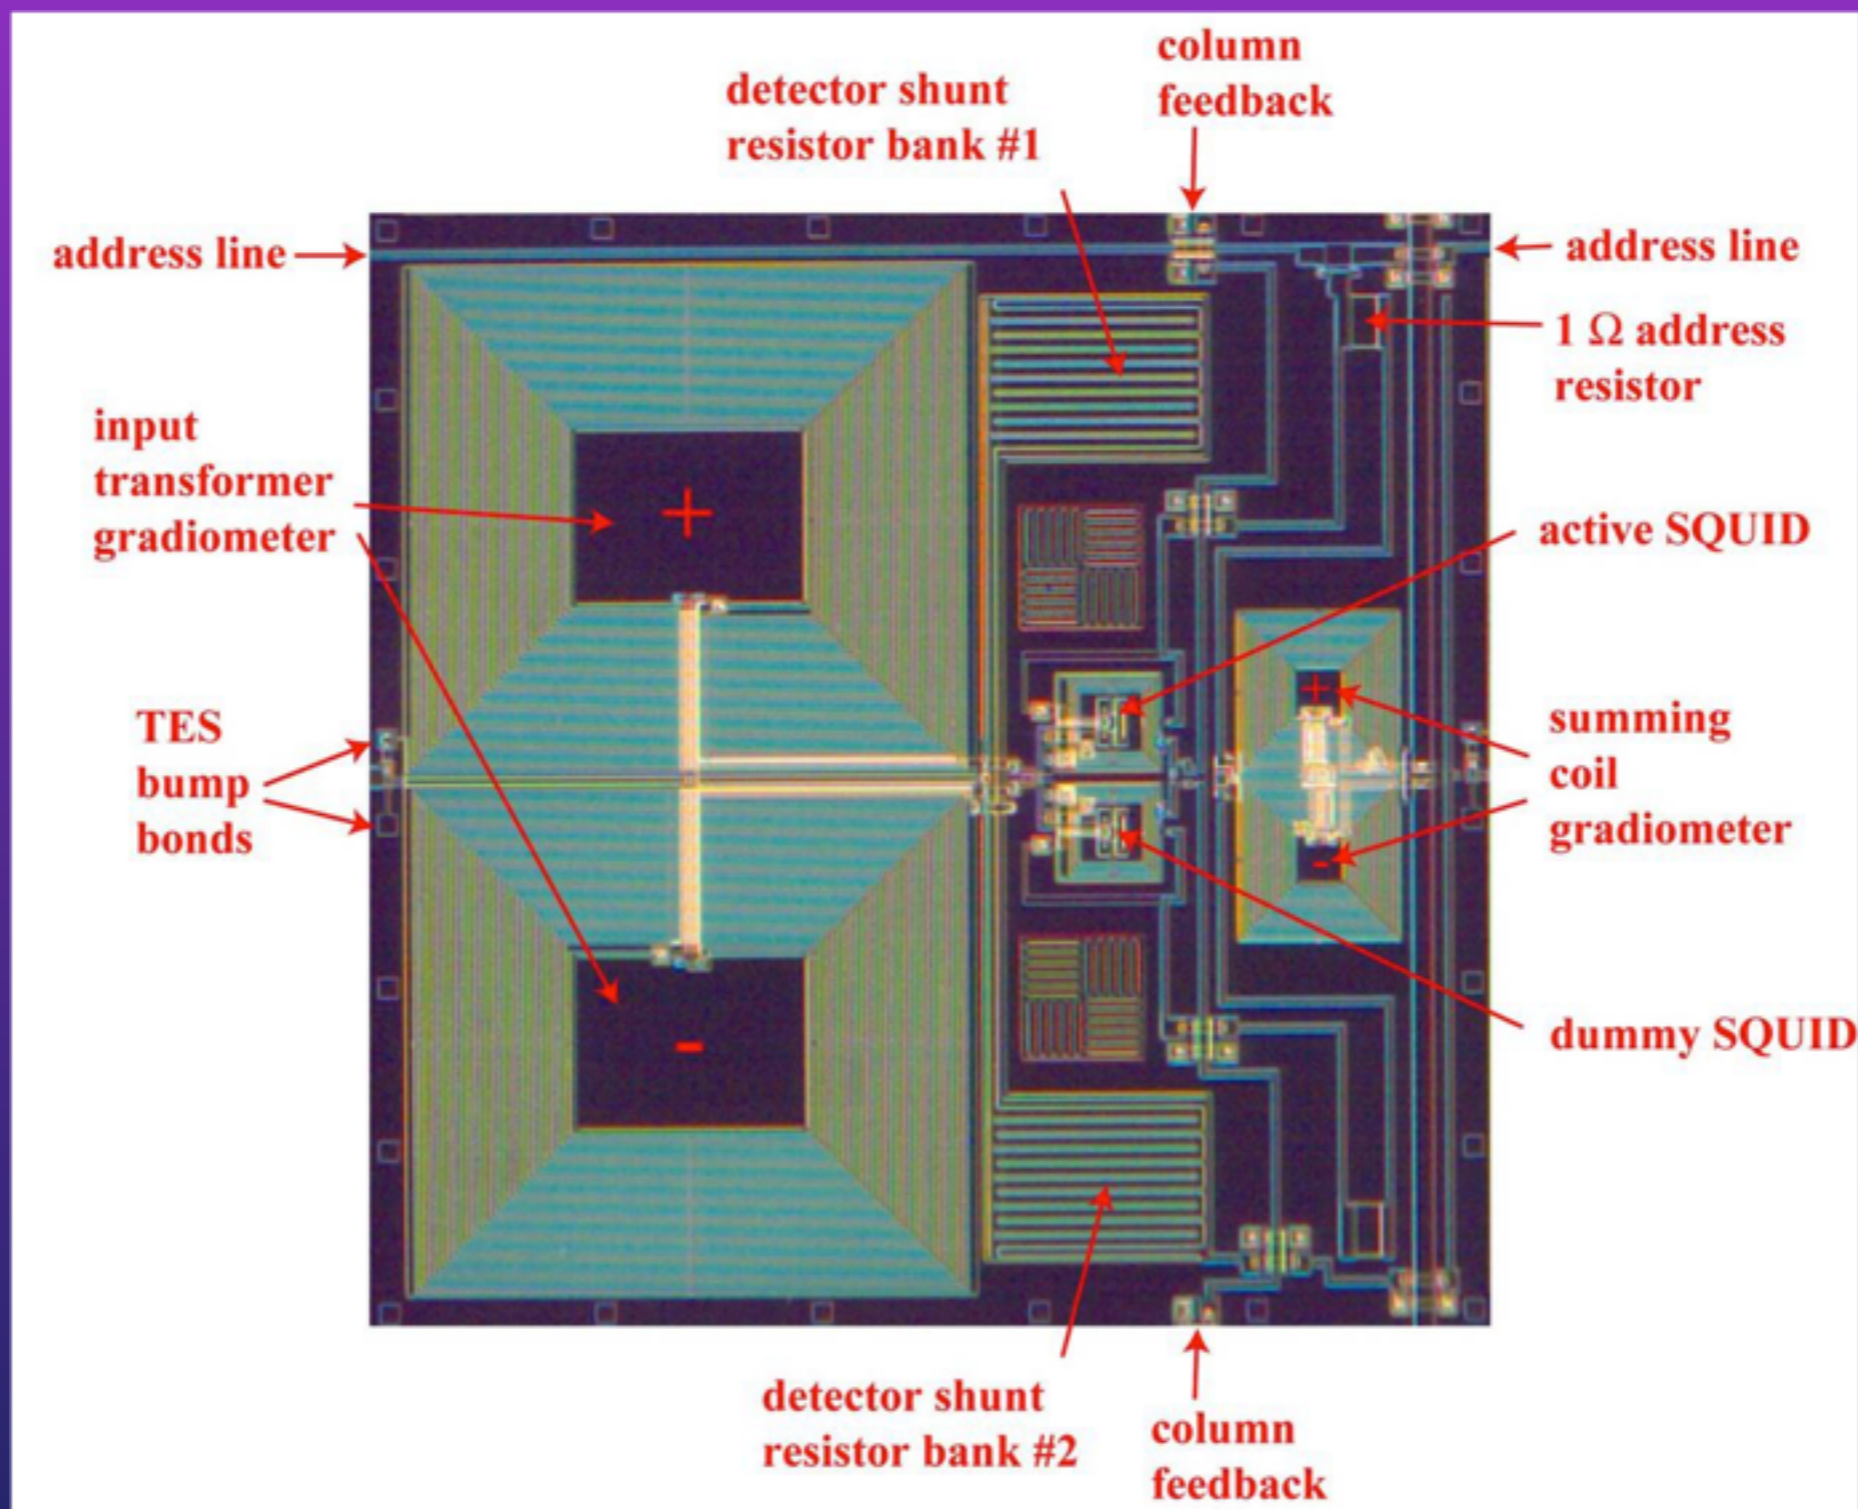 column
feedback
detector shunt
resistor bank #1
address line
address line
1 Ω address
resistor
input
transformer
gradiometer
+
active SQUID
+
TES
bump
bonds
summing
coil
gradiometer
-
-
dummy SQUID
detector shunt
resistor bank #2
column
feedback